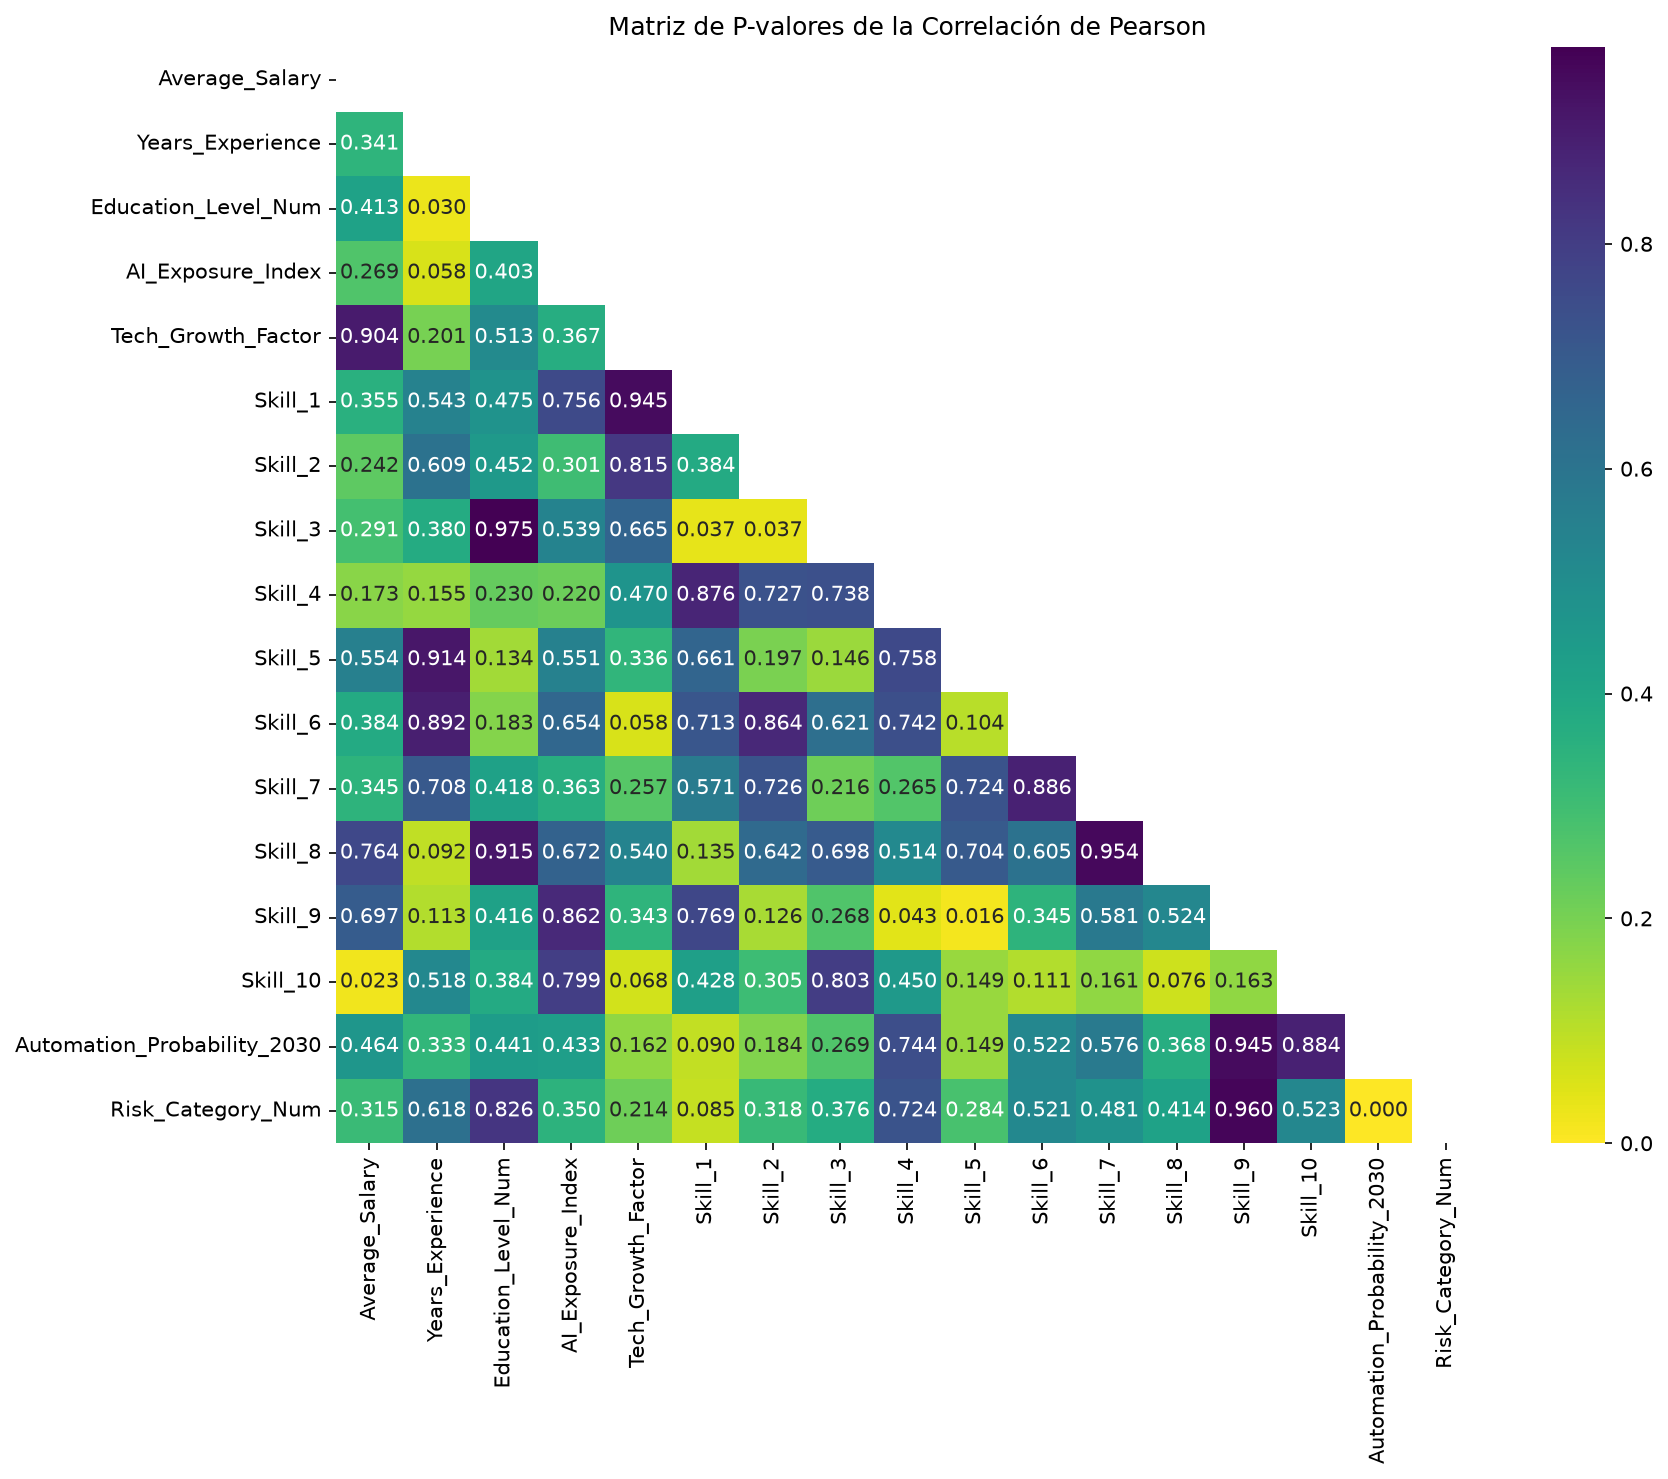 Matriz de P-valores de la Correlación de Pearson
Average_Salary
Years_Experience 0.341
Education_Level_Num 0.413 0.030
AI_Exposure_Index 0.269 0.058 0.403
Tech_Growth_Factor 0.904 0.201 0.513 0.367
Skill_1 0.355 0.543 0.475 0.756 0.945
Skill_2 0.242 0.609 0.452 0.301 0.815 0.384
Skill_3 0.291 0.380 0.975 0.539 0.665 0.037 0.037
Skill_4 0.173 0.155 0.230 0.220 0.470 0.876 0.727 0.738
Skill_5 0.554 0.914 0.134 0.551 0.336 0.661 0.197 0.146 0.758
Skill_6 0.384 0.892 0.183 0.654 0.058 0.713 0.864 0.621 0.742 0.104
Skill_7 0.345 0.708 0.418 0.363 0.257 0.571 0.726 0.216 0.265 0.724 0.886
Skill_8 0.764 0.092 0.915 0.672 0.540 0.135 0.642 0.698 0.514 0.704 0.605 0.954
Skill_9 0.697 0.113 0.416 0.862 0.343 0.769 0.126 0.268 0.043 0.016 0.345 0.581 0.524
Skill_10 0.023 0.518 0.384 0.799 0.068 0.428 0.305 0.803 0.450 0.149 0.111 0.161 0.076 0.163
Automation_Probability_2030 0.464 0.333 0.441 0.433 0.162 0.090 0.184 0.269 0.744 0.149 0.522 0.576 0.368 0.945 0.884
Risk_Category_Num 0.315 0.618 0.826 0.350 0.214 0.085 0.318 0.376 0.724 0.284 0.521 0.481 0.414 0.960 0.523 0.000
Average_Salary
Years_Experience
Education_Level_Num
AI_Exposure_Index
Tech_Growth_Factor
Skill_1
Skill_2
Skill_3
Skill_4
Skill_5
Skill_6
Skill_7
Skill_8
Skill_9
Skill_10
Automation_Probability_2030
Risk_Category_Num
0.8
0.6
0.4
0.2
0.0